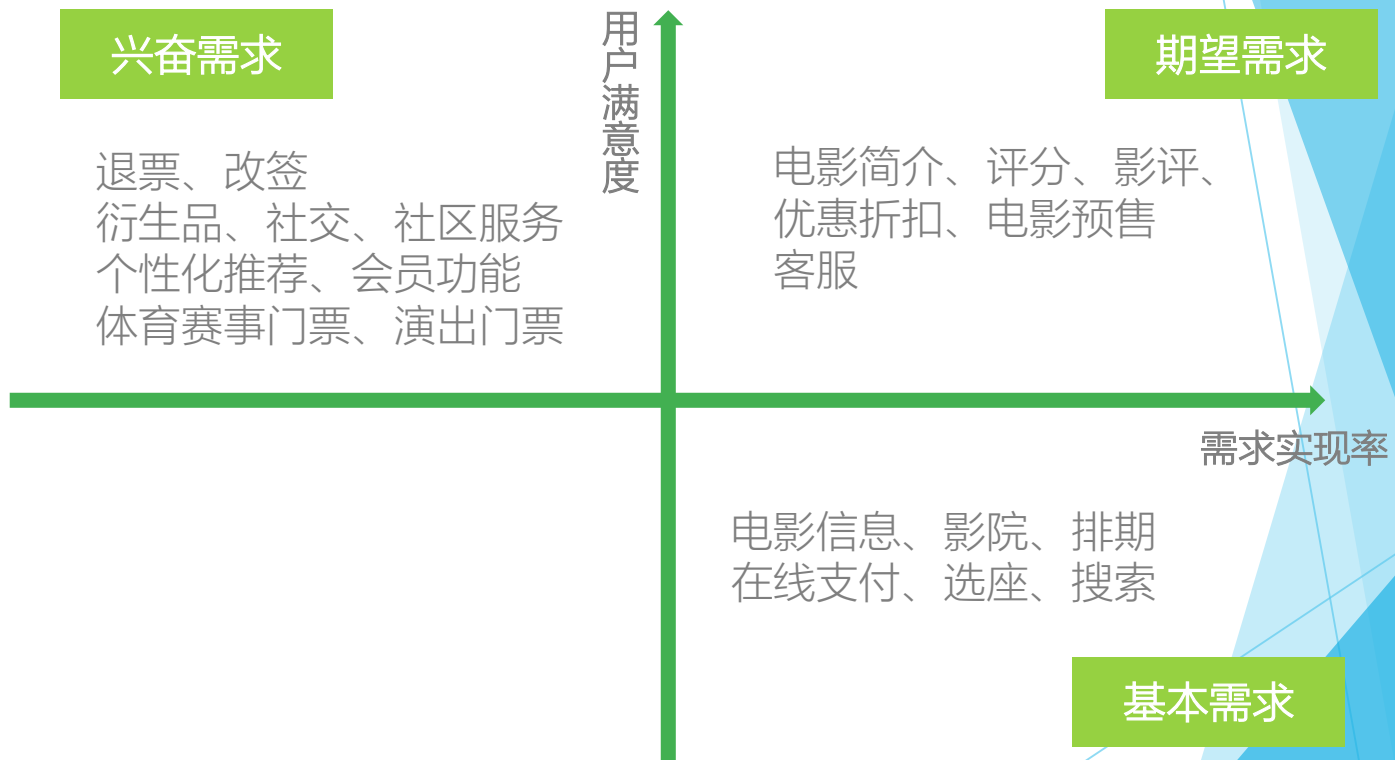 兴奋需求
用户满意度
期望需求
退票、改签
衍生品、社交、社区服务
个性化推荐、会员功能
体育赛事门票、演出门票
电影简介、评分、影评、
优惠折扣、电影预售
客服
需求实现率
电影信息、影院、排期
在线支付、选座、搜索
基本需求